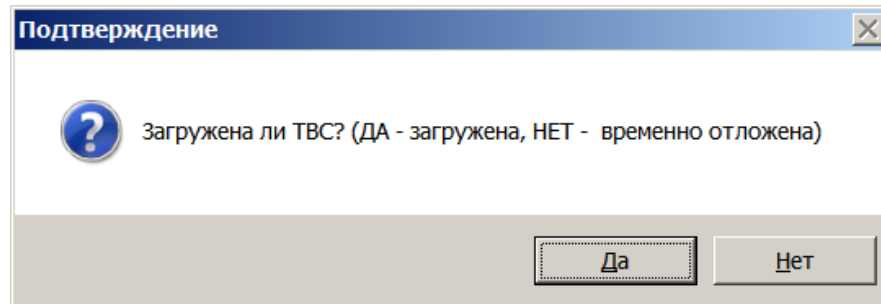 Подтверждение
Загружена ли ТВС? (ДА - загружена, НЕТ -  временно отложена)
Да
Нет